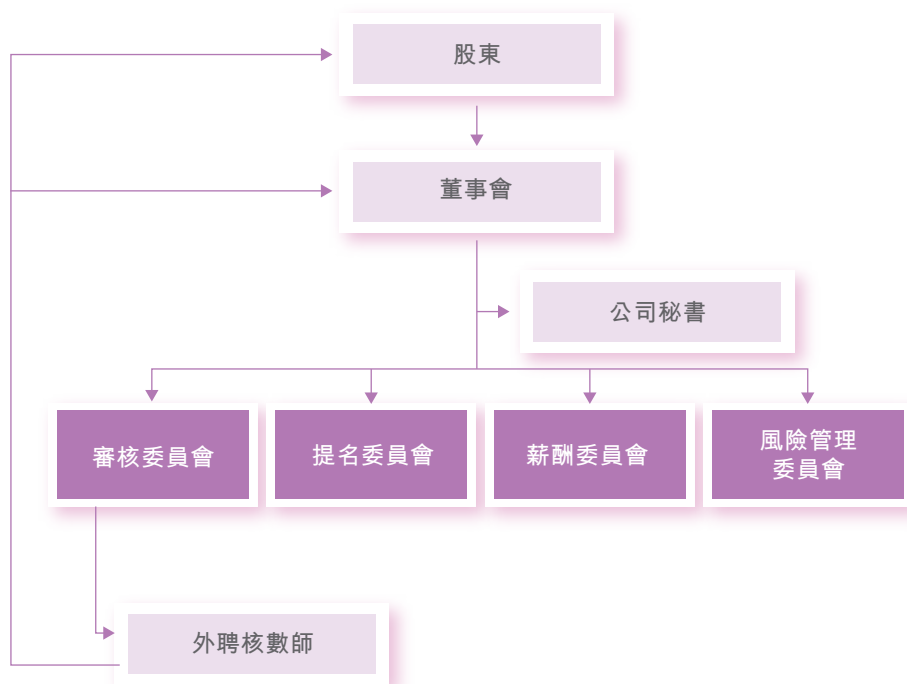 股東
董事會
公司秘書
審核委員會
提名委員會
薪酬委員會
風險管理
委員會
外聘核數師